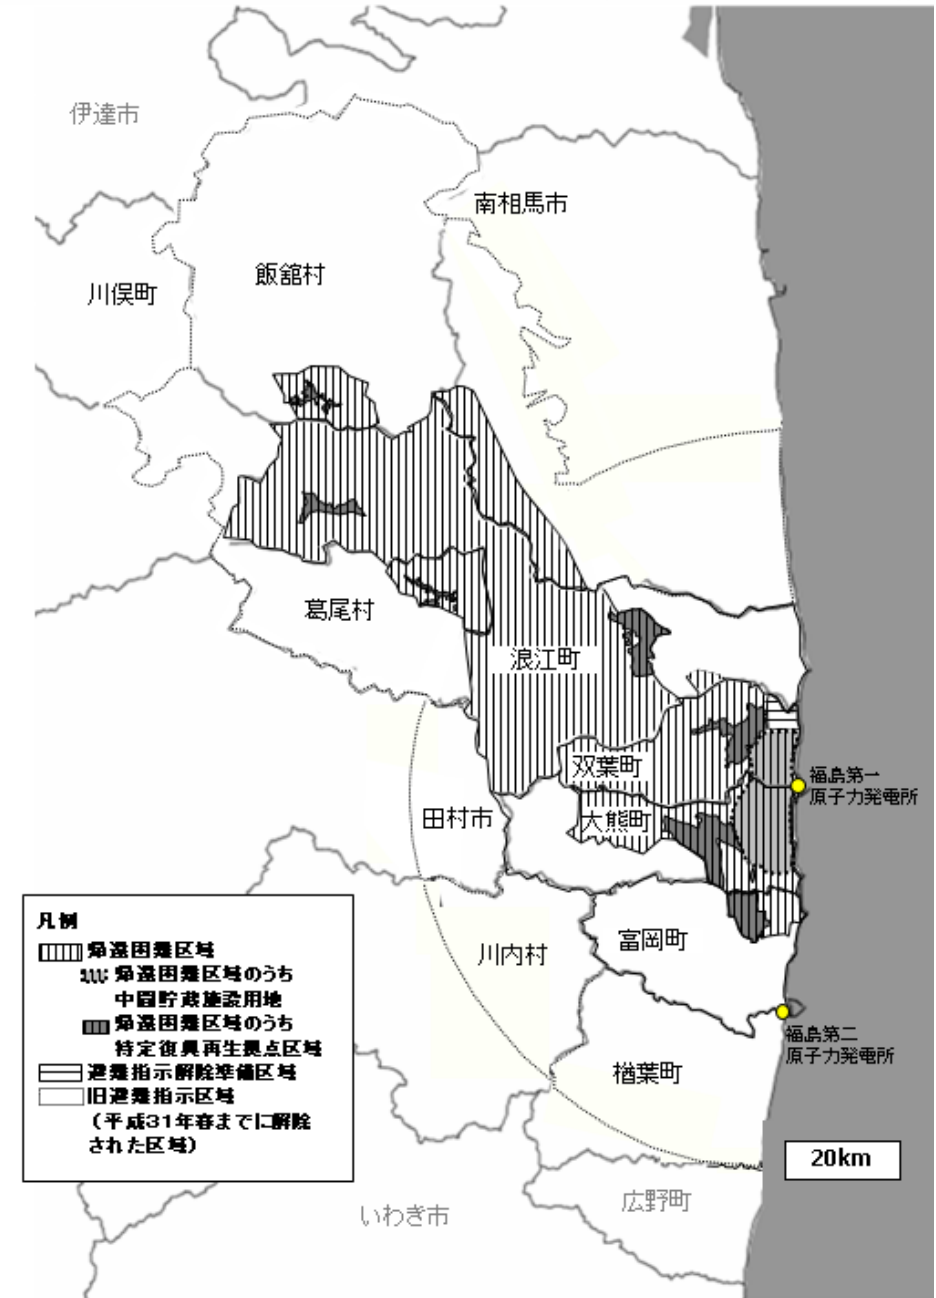 伊達市
南相馬市
飯舘村
川俣町
葛尾村
浪江町
双葉町
福島第一
原子力発電所
大熊町
田村市
富岡町
川内村
福島第二
原子力発電所
楢葉町
20km
広野町
いわき市
凡例
帰還困難区域
帰還困難区域のうち
中間貯蔵施設用地
帰還困難区域のうち
特定復興再生拠点区域
避難指示解除準備区域
旧避難指示区域
(平成31年春までに解除
された区域)